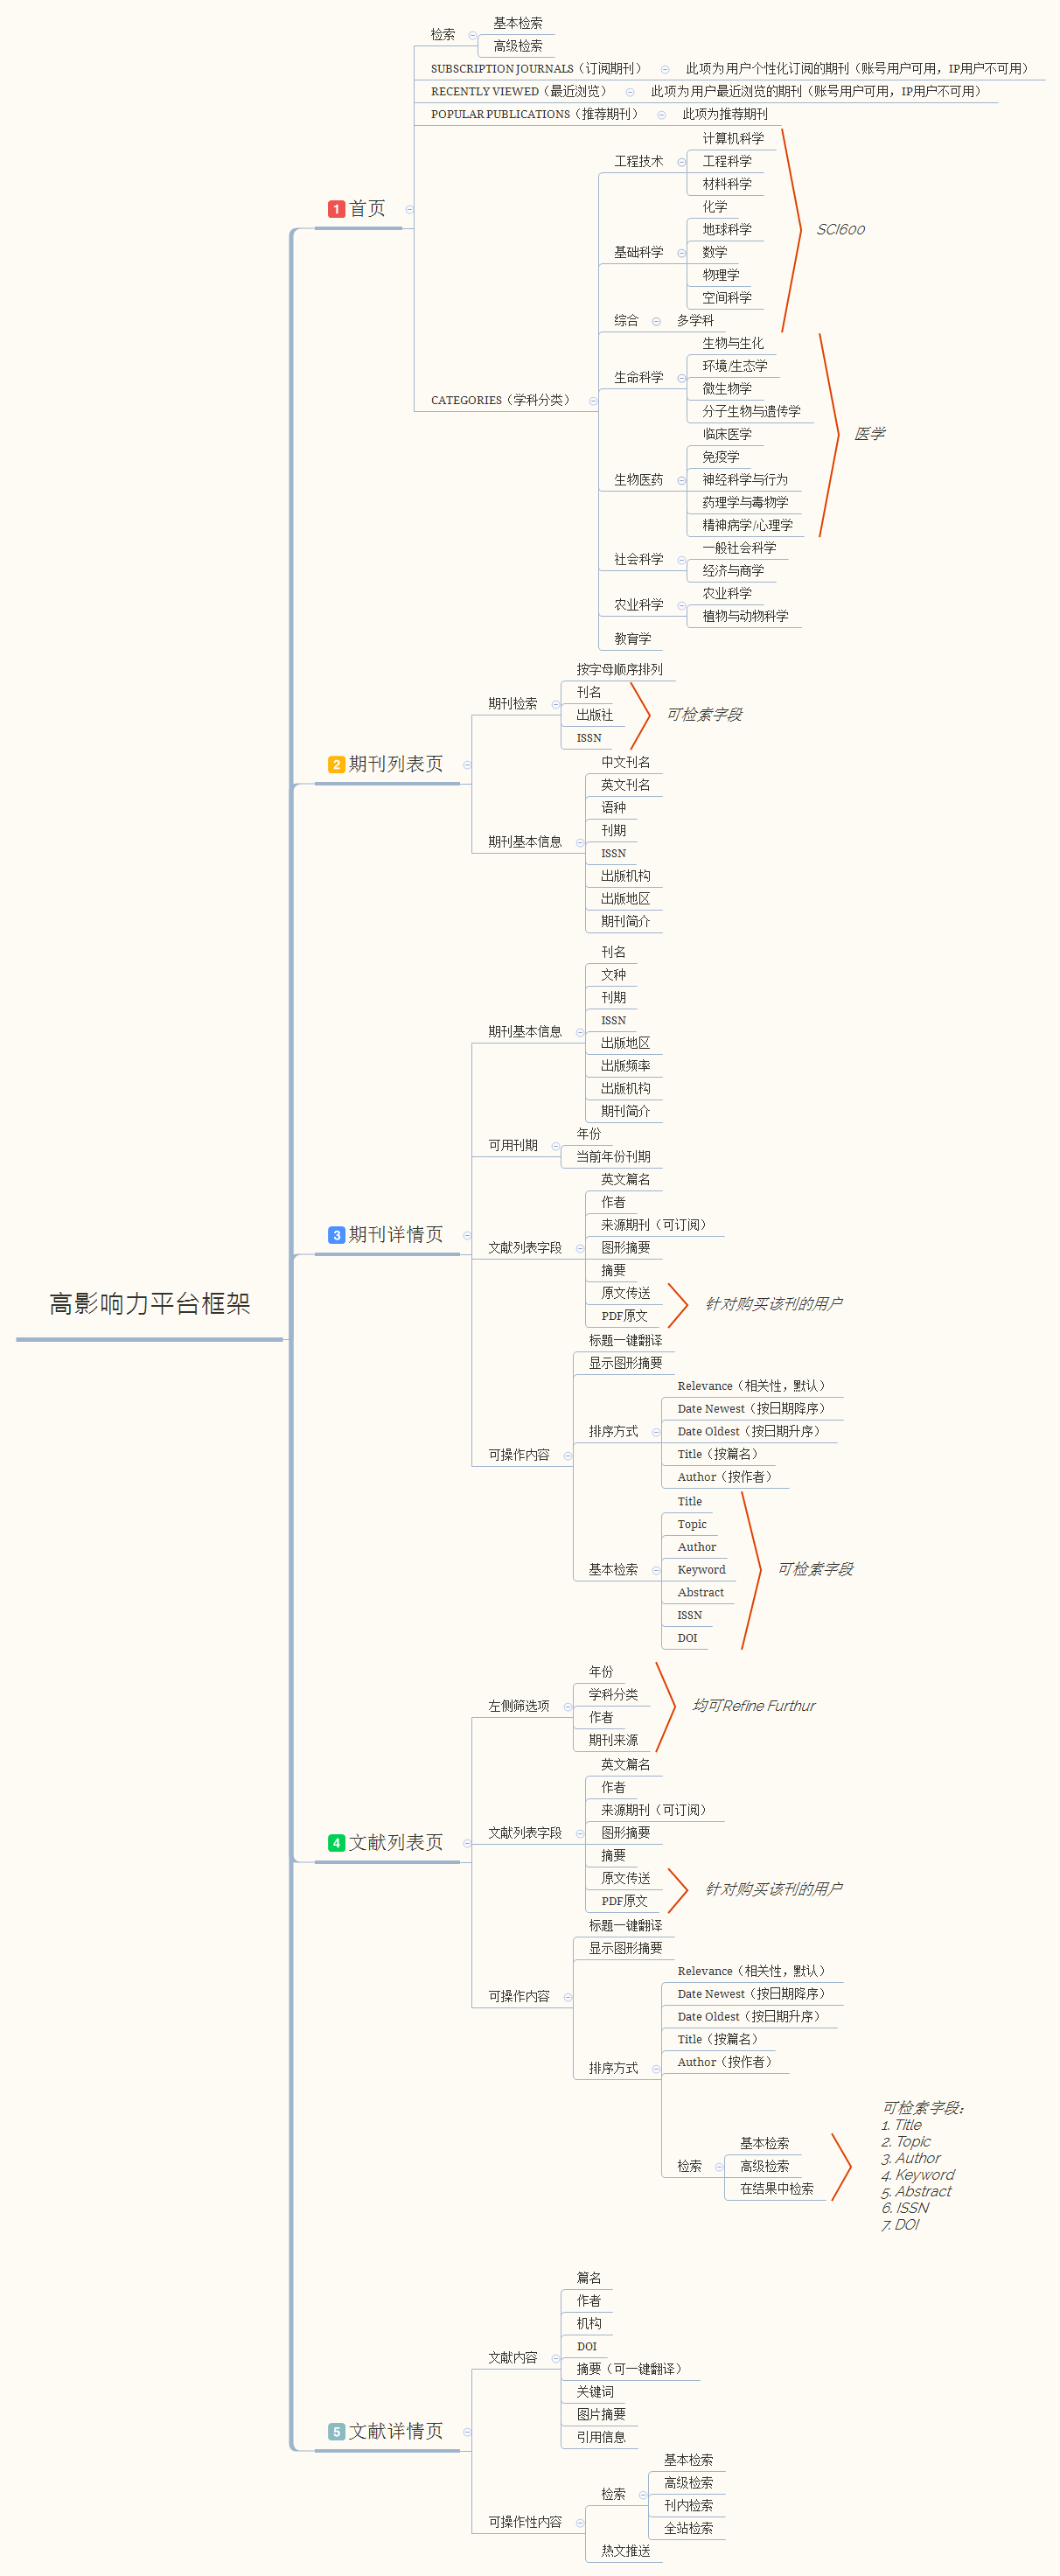 高影响力平台框架
1 首页
检索
基本检索
高级检索
SUBSCRIPTION JOURNALS（订阅期刊）
此项为用户个性化订阅的期刊（账号用户可用，IP用户不可用）
RECENTLY VIEWED（最近浏览）
此项为用户最近浏览的期刊（账号用户可用，IP用户不可用）
POPULAR PUBLICATIONS（推荐期刊）
此项为推荐期刊
CATEGORIES（学科分类）
工程技术
计算机科学
工程科学
材料科学
基础科学
化学
地球科学
数学
物理学
空间科学
综合
多学科
SCI600
生命科学
生物与生化
环境/生态学
微生物学
分子生物与遗传学
生物医药
临床医学
免疫学
神经科学与行为
药理学与毒物学
精神病学/心理学
医学
社会科学
一般社会科学
经济与商学
农业科学
农业科学
植物与动物科学
教育学
2 期刊列表页
期刊检索
按字母顺序排列
刊名
出版社
ISSN
可检索字段
期刊基本信息
中文刊名
英文刊名
语种
刊期
ISSN
出版机构
出版地区
期刊简介
3 期刊详情页
期刊基本信息
刊名
文种
刊期
ISSN
出版地区
出版频率
出版机构
期刊简介
可用刊期
年份
当前年份刊期
文献列表字段
英文篇名
作者
来源期刊（可订阅）
图形摘要
摘要
原文传送
PDF原文
针对购买该刊的用户
可操作内容
标题一键翻译
显示图形摘要
排序方式
Relevance（相关性，默认）
Date Newest（按日期降序）
Date Oldest（按日期升序）
Title（按篇名）
Author（按作者）
基本检索
Title
Topic
Author
Keyword
Abstract
ISSN
DOI
可检索字段
4 文献列表页
左侧筛选项
年份
学科分类
作者
期刊来源
均可Refine Furthur
文献列表字段
英文篇名
作者
来源期刊（可订阅）
图形摘要
摘要
原文传送
PDF原文
针对购买该刊的用户
可操作内容
标题一键翻译
显示图形摘要
排序方式
Relevance（相关性，默认）
Date Newest（按日期降序）
Date Oldest（按日期升序）
Title（按篇名）
Author（按作者）
检索
基本检索
高级检索
在结果中检索
可检索字段：
1. Title
2. Topic
3. Author
4. Keyword
5. Abstract
6. ISSN
7. DOI
5 文献详情页
文献内容
篇名
作者
机构
DOI
摘要（可一键翻译）
关键词
图片摘要
引用信息
可操作性内容
检索
基本检索
高级检索
刊内检索
全站检索
热文推送